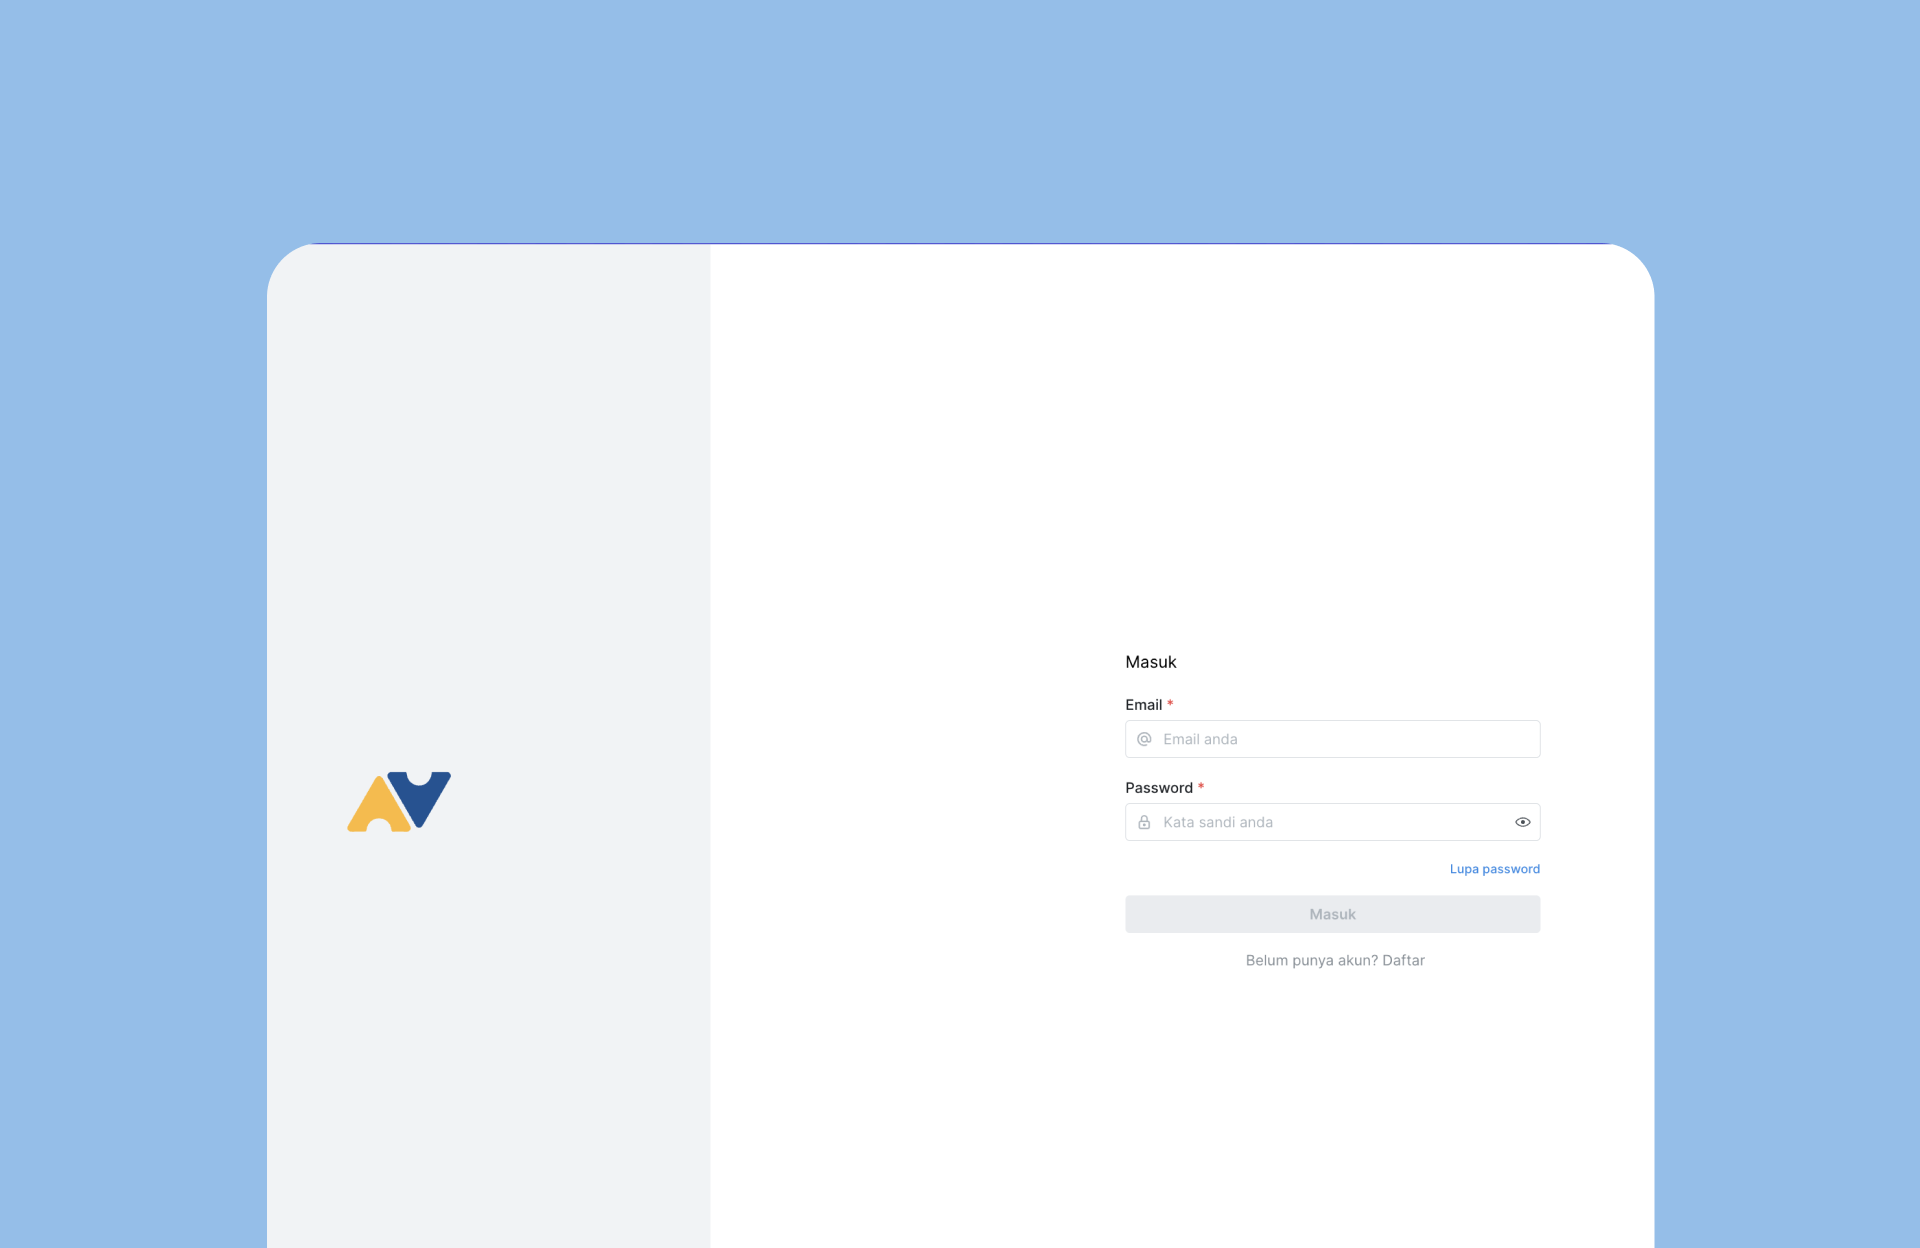 Masuk
Email *
Email anda
Password *
Kata sandi anda
Lupa password
Masuk
Belum punya akun? Daftar